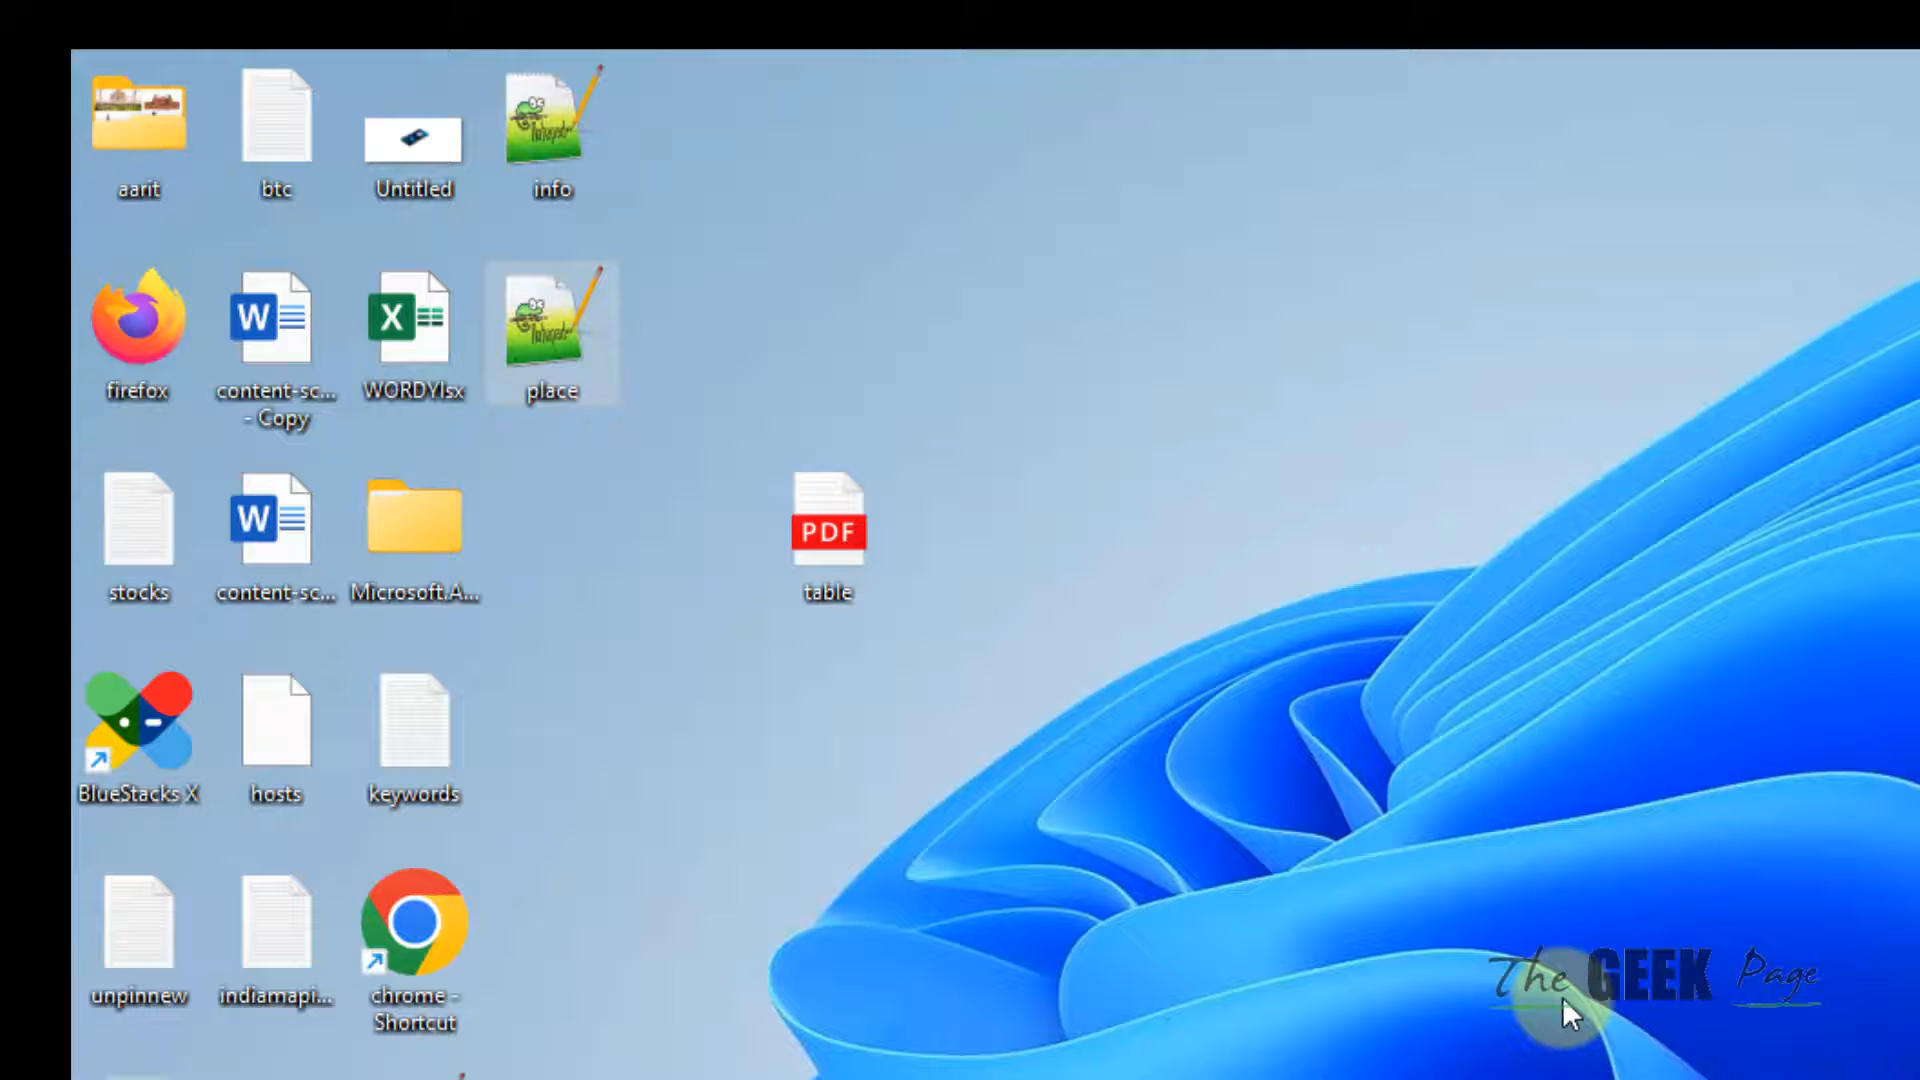 aarit
btc
Untitled
info
firefox
content-sc...
- Copy
WORDYlsx
place
stocks
content-sc...
Microsoft.A...
PDF
table
BlueStacks X
hosts
keywords
unpinnew
indiamapi...
chrome -
Shortcut
The GEEK Page
W
X
W